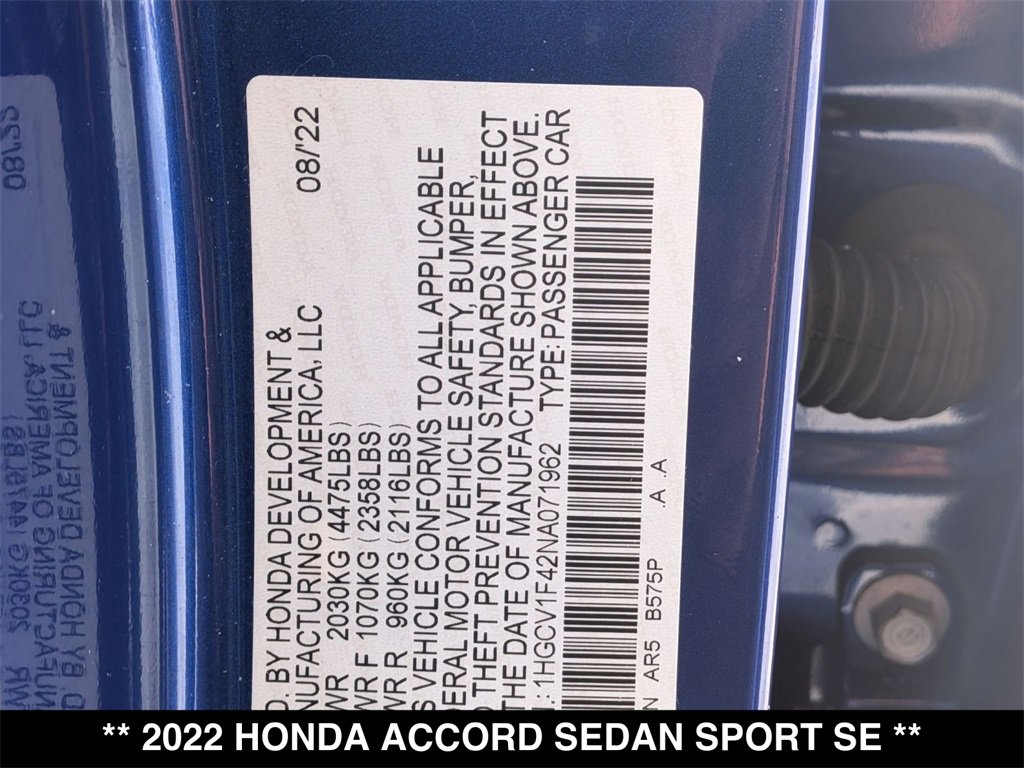 D. BY HONDA DEVELOPMENT & 08/'22
NUFACTURING OF AMERICA, LLC
WR 2030KG (4475LBS)
WR F 1070KG (2358LBS)
WR R 960KG (2116LBS)
S VEHICLE CONFORMS TO ALL APPLICABLE
ERAL MOTOR VEHICLE SAFETY, BUMPER,
D THEFT PREVENTION STANDARDS IN EFFECT
THE DATE OF MANUFACTURE SHOWN ABOVE.
.: 1HGCV1F42NA071962 TYPE: PASSENGER CAR
N AR5 B575P .A .A
** 2022 HONDA ACCORD SEDAN SPORT SE **